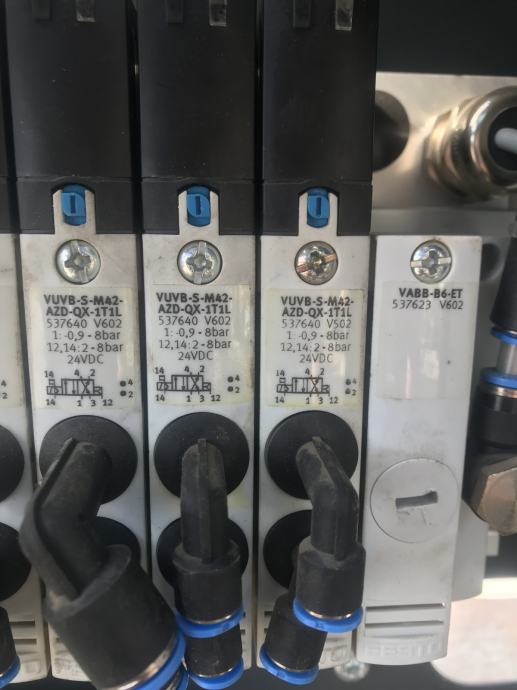 VUVB-S-M42-
AZD-QX-1T1L
537640 V602
1: -0,9 - 8bar
12,14: 2 - 8bar
24VDC
14 4 2
14 1 3 12
4
2
VUVB-S-M42-
AZD-QX-1T1L
537640 V602
1: -0,9 - 8bar
12,14: 2 - 8bar
24VDC
14 4 2
14 1 3 12
4
2
VUVB-S-M42-
AZD-QX-1T1L
537640 V502
1: -0,9 - 8bar
12,14: 2 - 8bar
24VDC
14 4 2
14 1 3 12
4
2
VABB-B6-ET
537623 V602
FESTO